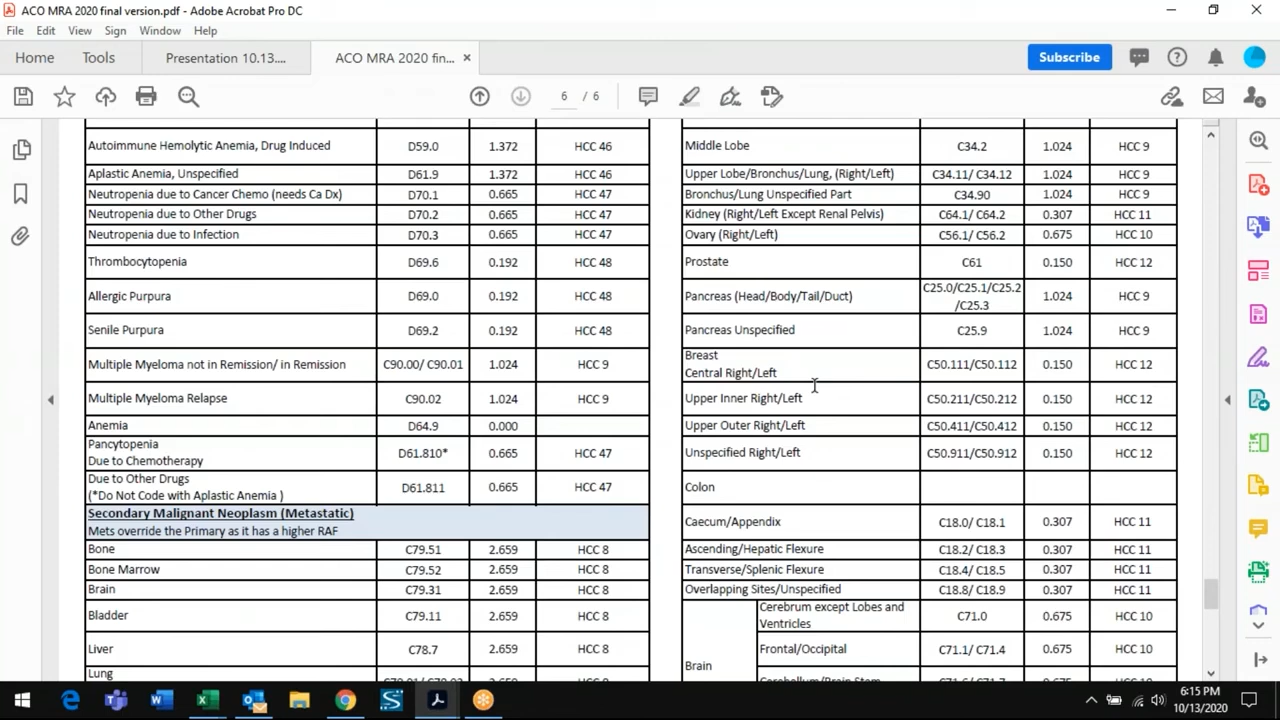 ACO MRA 2020 final version.pdf - Adobe Acrobat Pro DC
File Edit View Sign Window Help
Home Tools Presentation 10.13.... ACO MRA 2020 fin... ×
Subscribe
6 / 6
Autoimmune Hemolytic Anemia, Drug Induced D59.0 1.372 HCC 46
Aplastic Anemia, Unspecified D61.9 1.372 HCC 46
Neutropenia due to Cancer Chemo (needs Ca Dx) D70.1 0.665 HCC 47
Neutropenia due to Other Drugs D70.2 0.665 HCC 47
Neutropenia due to Infection D70.3 0.665 HCC 47
Thrombocytopenia D69.6 0.192 HCC 48
Allergic Purpura D69.0 0.192 HCC 48
Senile Purpura D69.2 0.192 HCC 48
Multiple Myeloma not in Remission/ in Remission C90.00/ C90.01 1.024 HCC 9
Multiple Myeloma Relapse C90.02 1.024 HCC 9
Anemia D64.9 0.000
Pancytopenia
Due to Chemotherapy D61.810* 0.665 HCC 47
Due to Other Drugs
(*Do Not Code with Aplastic Anemia ) D61.811 0.665 HCC 47
Secondary Malignant Neoplasm (Metastatic)
Mets override the Primary as it has a higher RAF
Bone C79.51 2.659 HCC 8
Bone Marrow C79.52 2.659 HCC 8
Brain C79.31 2.659 HCC 8
Bladder C79.11 2.659 HCC 8
Liver C78.7 2.659 HCC 8
Lung
Middle Lobe C34.2 1.024 HCC 9
Upper Lobe/Bronchus/Lung, (Right/Left) C34.11/ C34.12 1.024 HCC 9
Bronchus/Lung Unspecified Part C34.90 1.024 HCC 9
Kidney (Right/Left Except Renal Pelvis) C64.1/ C64.2 0.307 HCC 11
Ovary (Right/Left) C56.1/ C56.2 0.675 HCC 10
Prostate C61 0.150 HCC 12
Pancreas (Head/Body/Tail/Duct) C25.0/C25.1/C25.2
/C25.3 1.024 HCC 9
Pancreas Unspecified C25.9 1.024 HCC 9
Breast
Central Right/Left C50.111/C50.112 0.150 HCC 12
Upper Inner Right/Left C50.211/C50.212 0.150 HCC 12
Upper Outer Right/Left C50.411/C50.412 0.150 HCC 12
Unspecified Right/Left C50.911/C50.912 0.150 HCC 12
Colon
Caecum/Appendix C18.0/ C18.1 0.307 HCC 11
Ascending/Hepatic Flexure C18.2/ C18.3 0.307 HCC 11
Transverse/Splenic Flexure C18.4/ C18.5 0.307 HCC 11
Overlapping Sites/Unspecified C18.8/ C18.9 0.307 HCC 11
Cerebrum except Lobes and
Ventricles C71.0 0.675 HCC 10
Frontal/Occipital C71.1/ C71.4 0.675 HCC 10
Brain
6:15 PM
10/13/2020